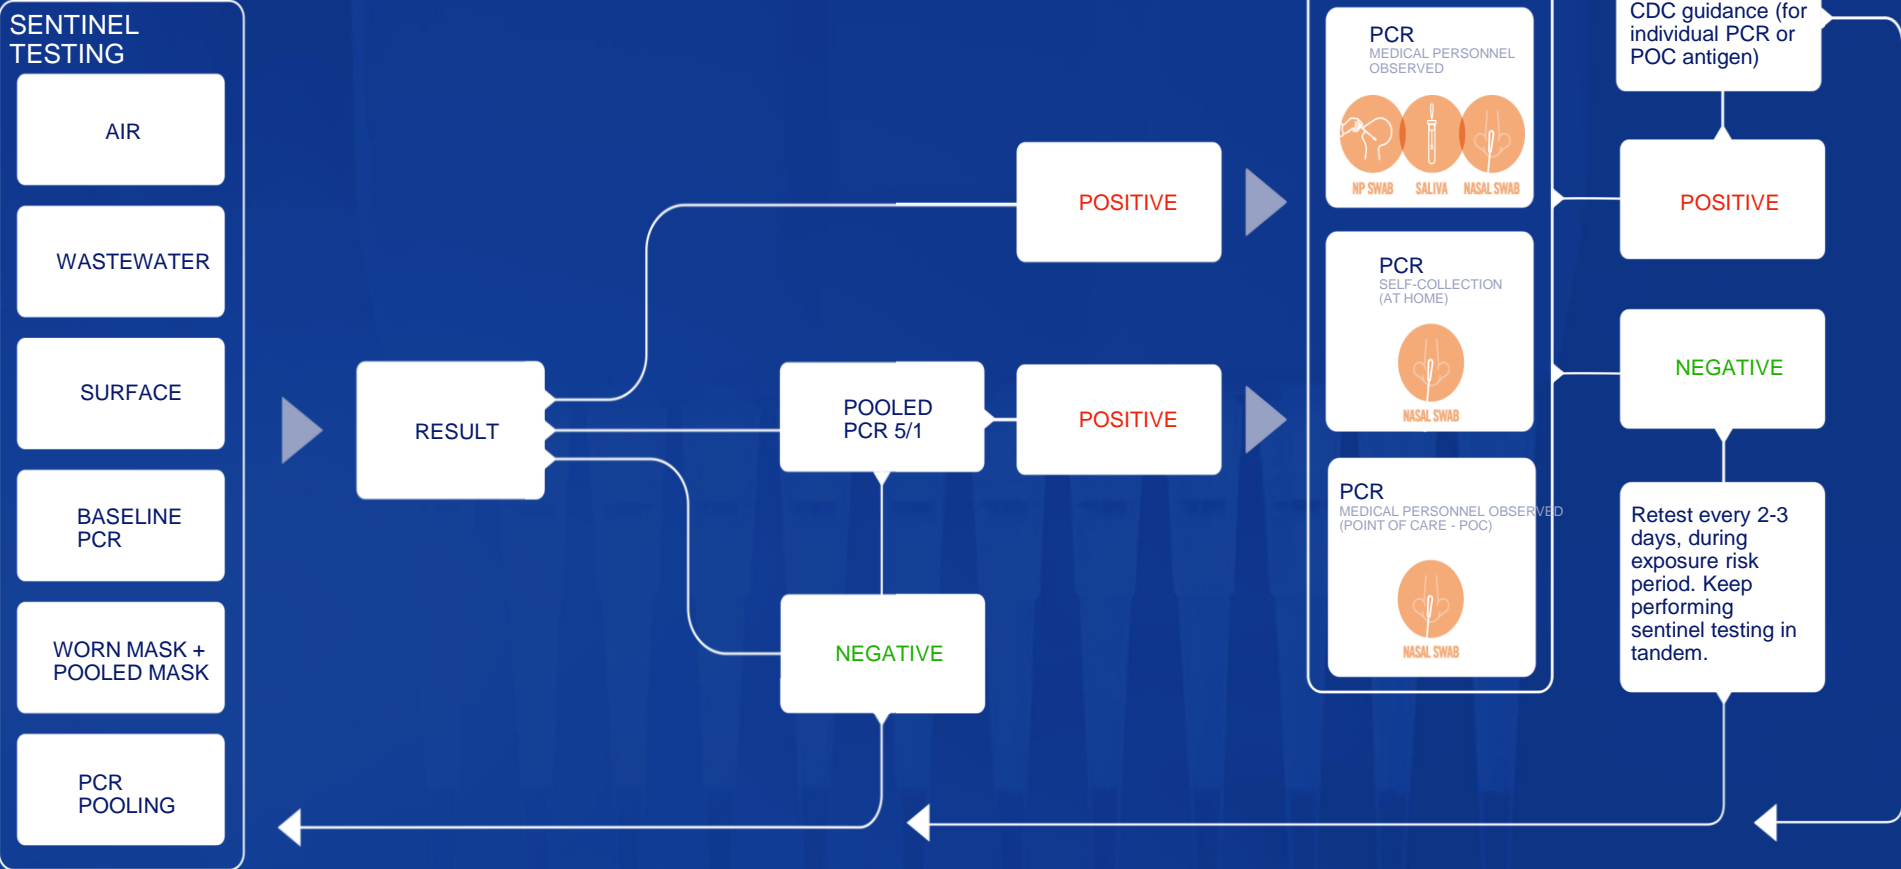 SENTINEL
TESTING
AIR
WASTEWATER
SURFACE
BASELINE
PCR
WORN MASK +
POOLED MASK
PCR
POOLING
RESULT
POSITIVE
POOLED
PCR 5/1
POSITIVE
NEGATIVE
PCR
MEDICAL PERSONNEL
OBSERVED
NP SWAB SALIVA NASAL SWAB
PCR
SELF-COLLECTION
(AT HOME)
NASAL SWAB
PCR
MEDICAL PERSONNEL OBSERVED
(POINT OF CARE - POC)
NASAL SWAB
CDC guidance (for
individual PCR or
POC antigen)
POSITIVE
NEGATIVE
Retest every 2-3
days, during
exposure risk
period. Keep
performing
sentinel testing in
tandem.